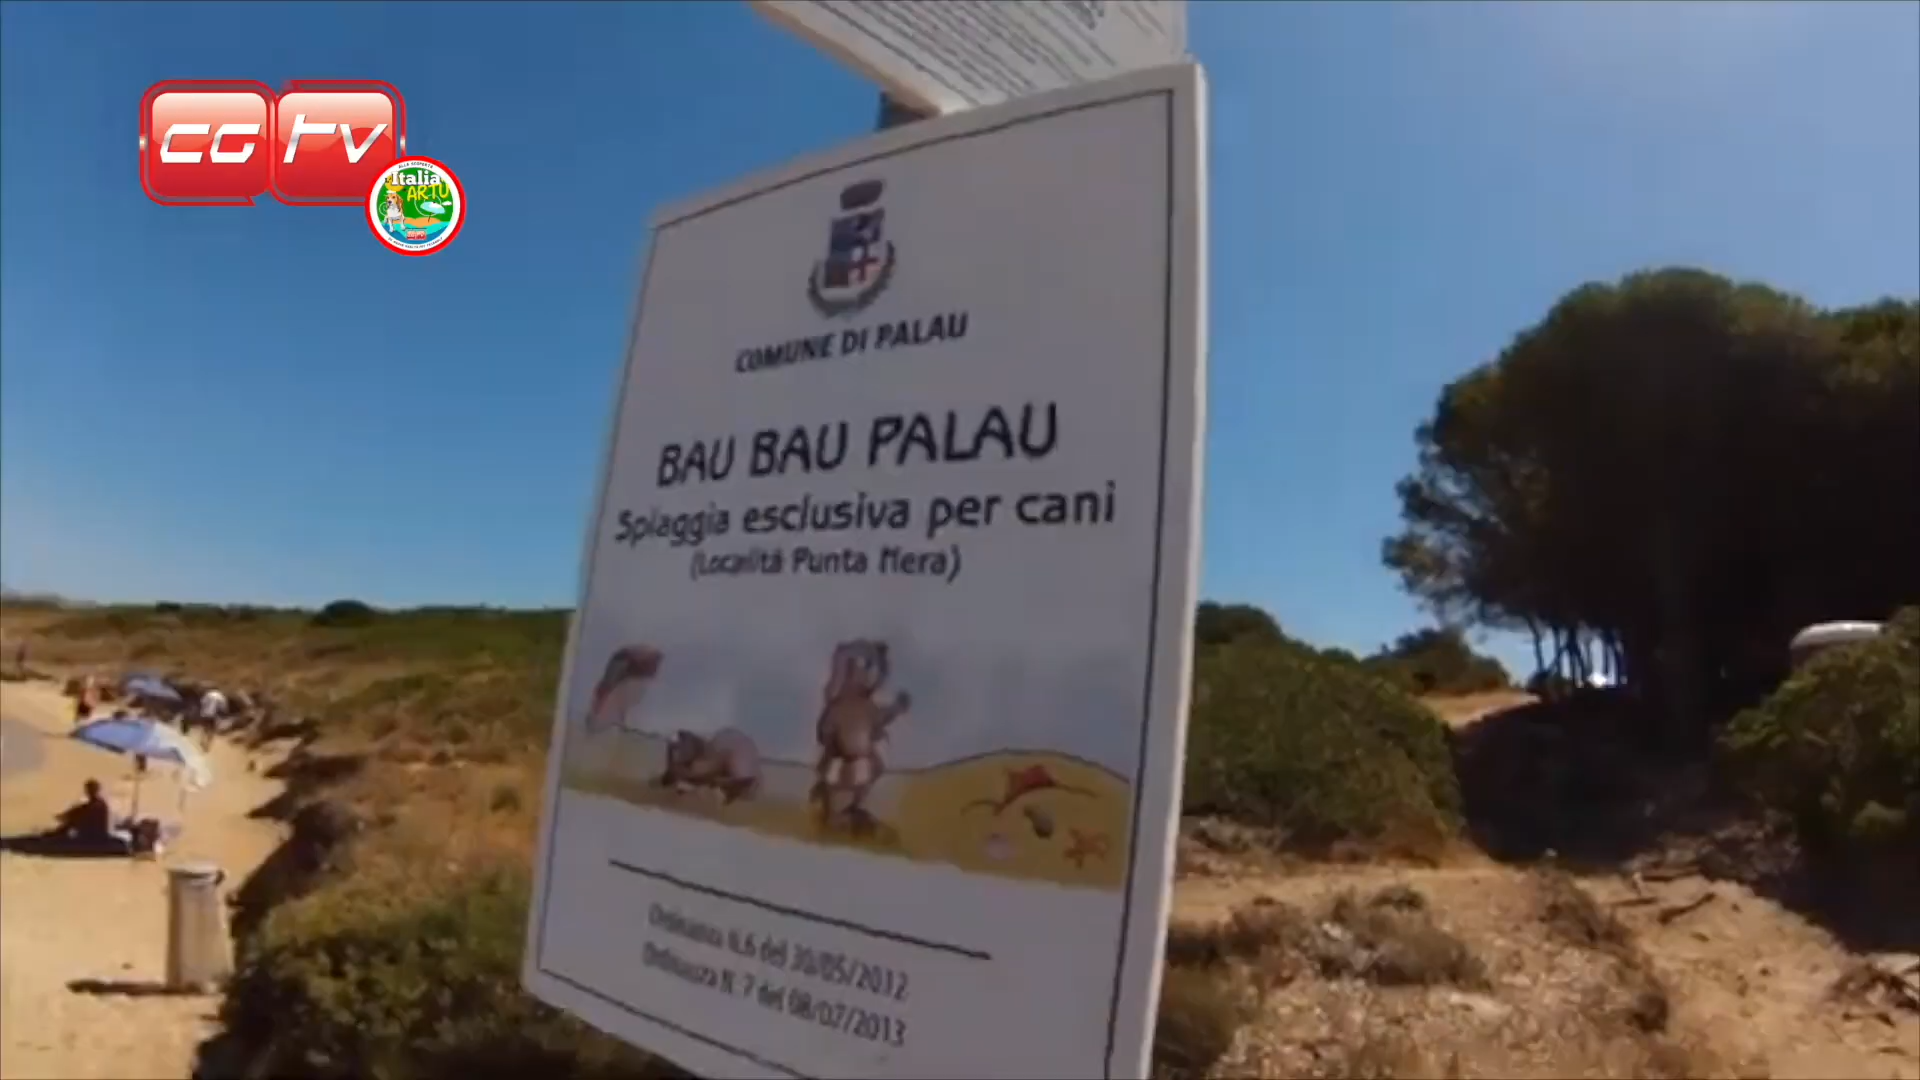 CG TV
Italia
ARTÙ
COMUNE DI PALAU
BAU BAU PALAU
Spiaggia esclusiva per cani
(Località Punta Nera)
Ordinanza N.6 del 30/05/2012
Ordinanza N. 7 del 08/07/2013